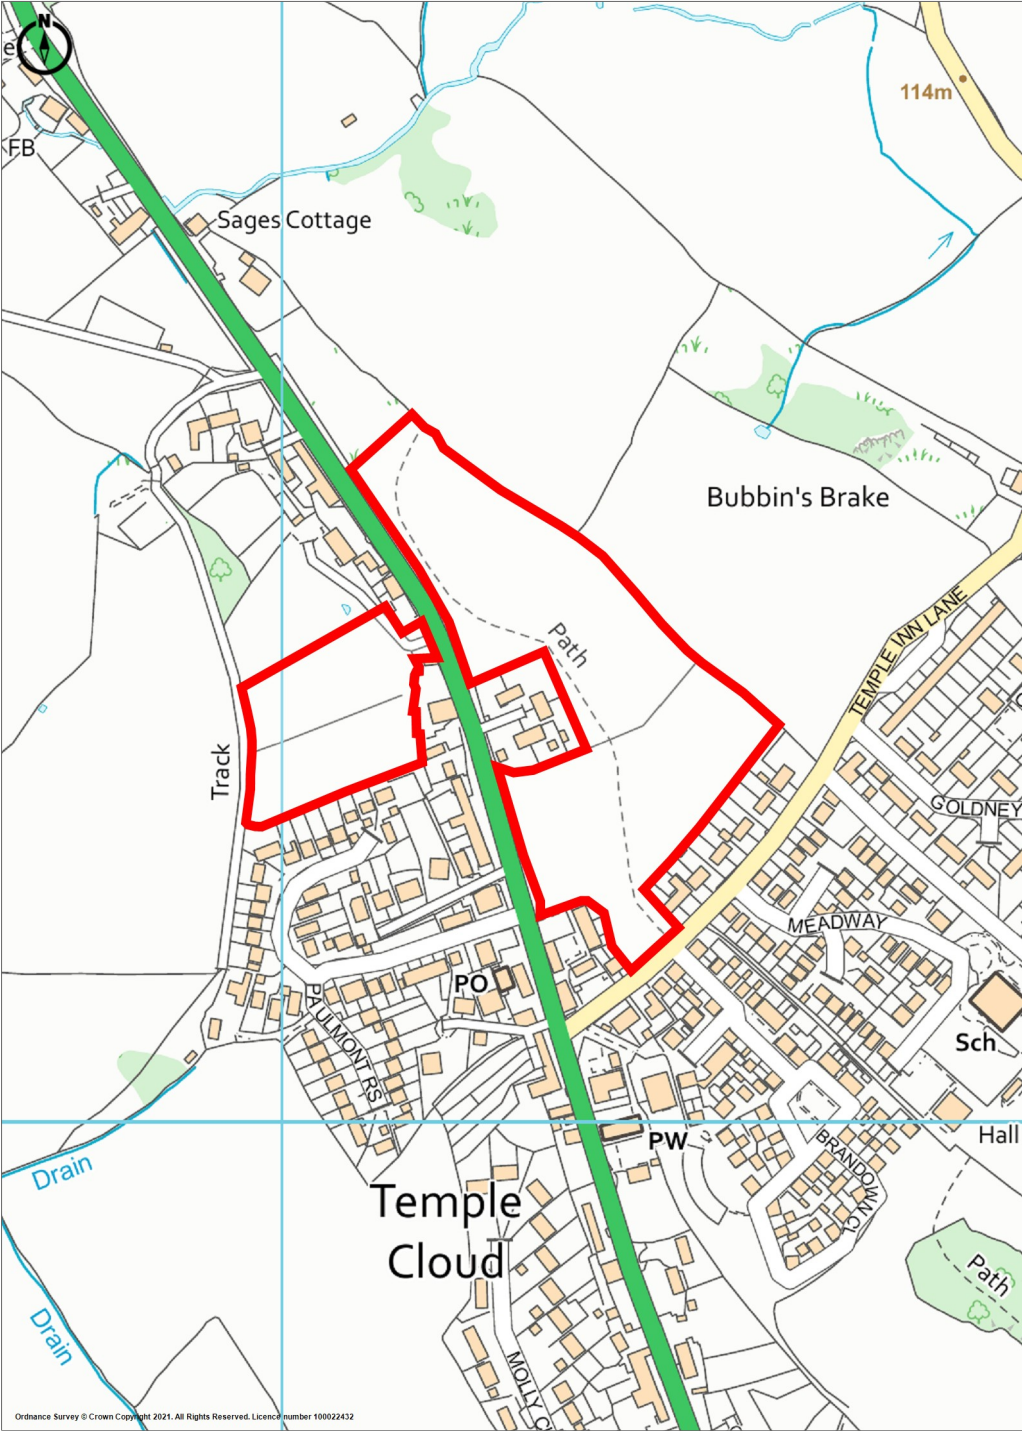 N
e
114m
FB
Sages Cottage
Bubbin's Brake
TEMPLE INN LANE
Path
Track
GOLDNEY
MEADWAY
PO
PAULMONT RS
Sch
Hall
PW
BRANDOWN CL
Drain
Temple
Cloud
Path
Drain
MOLLY
Ordnance Survey © Crown Copyright 2021. All Rights Reserved. Licence number 100022432